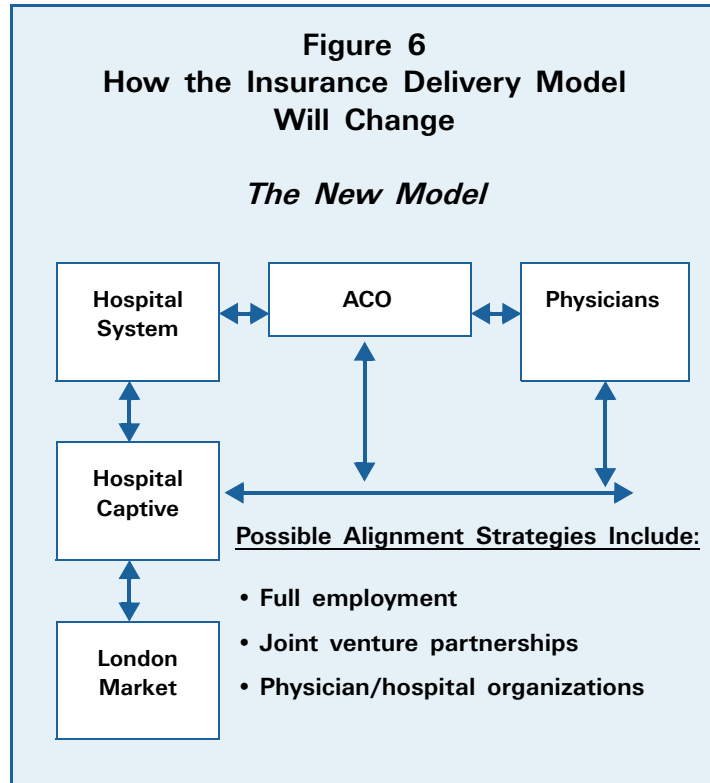 Figure 6
How the Insurance Delivery Model
Will Change
The New Model
Hospital
System
ACO
Physicians
Hospital
Captive
Possible Alignment Strategies Include:
• Full employment
• Joint venture partnerships
• Physician/hospital organizations
London
Market